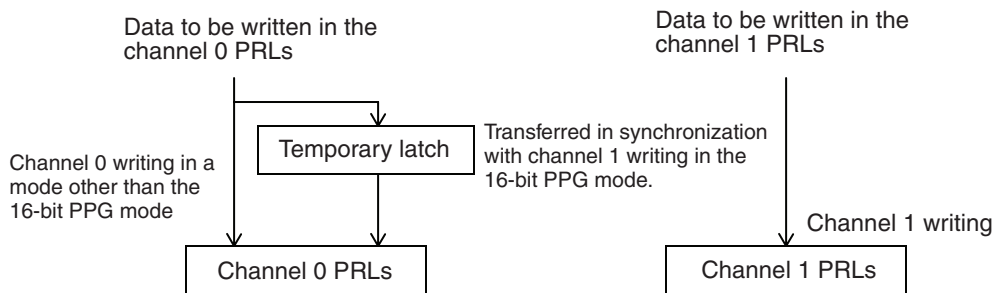 Data to be written in the
channel 0 PRLs
Data to be written in the
channel 1 PRLs
Temporary latch
Transferred in synchronization
with channel 1 writing in the
16-bit PPG mode.
Channel 0 writing in a
mode other than the
16-bit PPG mode
Channel 1 writing
Channel 0 PRLs
Channel 1 PRLs